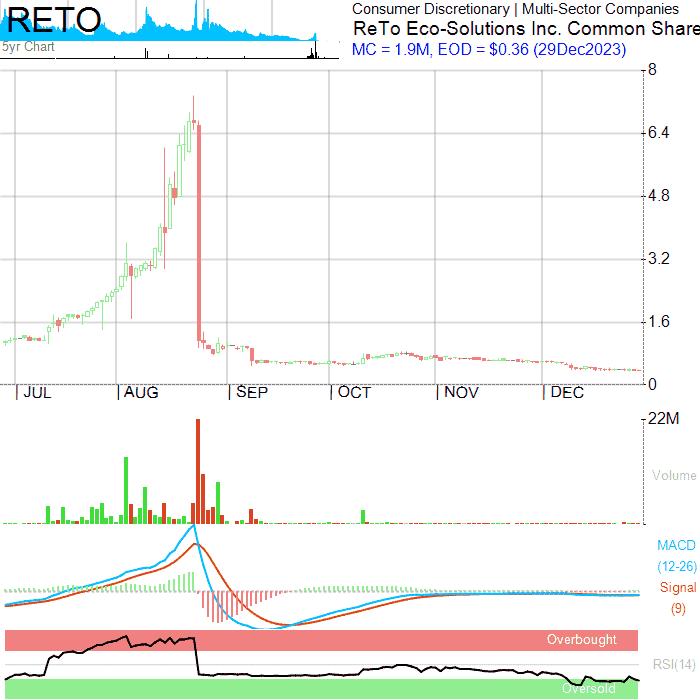 RETO
5yr Chart
Consumer Discretionary | Multi-Sector Companies
ReTo Eco-Solutions Inc. Common Share
MC = 1.9M, EOD = $0.36 (29Dec2023)
8
6.4
4.8
3.2
1.6
0
JUL AUG SEP OCT NOV DEC
22M
Volume
MACD
(12-26)
Signal
(9)
Overbought
RSI(14)
Oversold